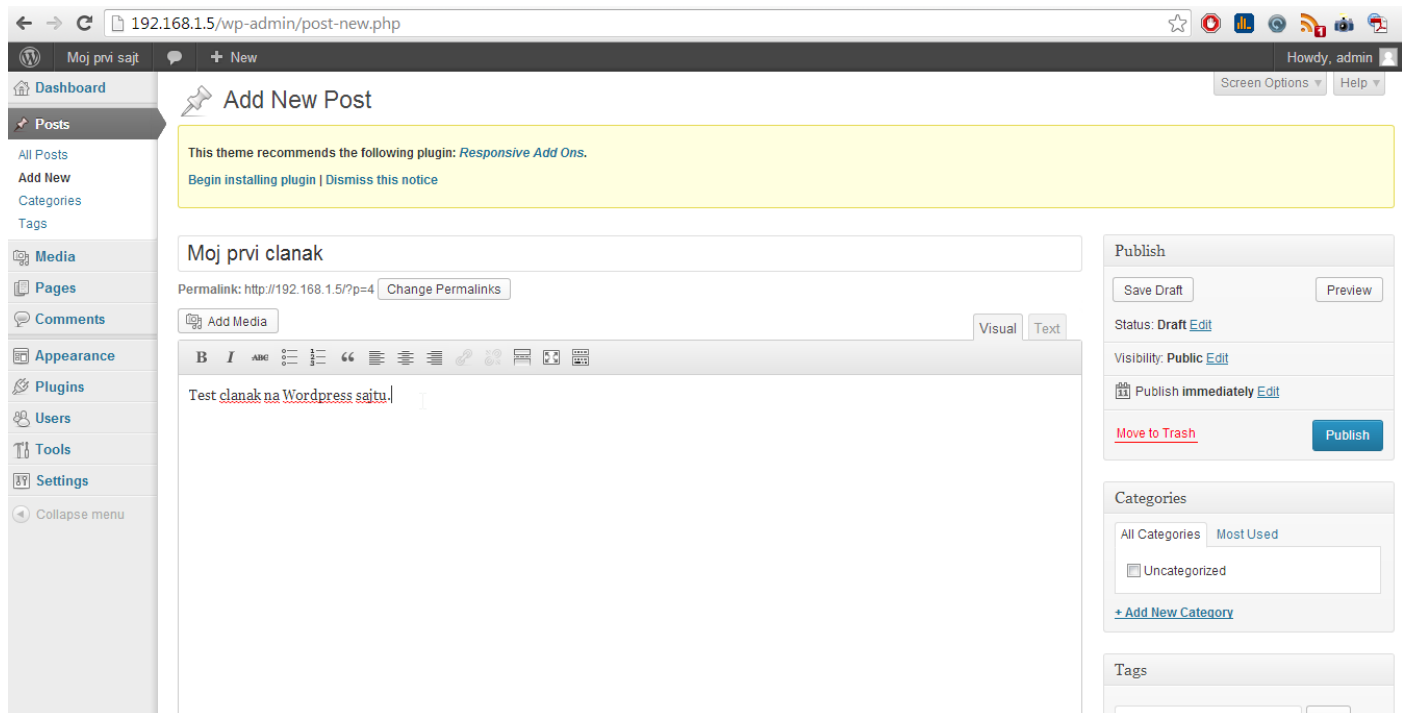 192.168.1.5/wp-admin/post-new.php
1
Moj prvi sajt
+ New
Howdy, admin
Dashboard
Posts
All Posts
Add New
Categories
Tags
Media
Pages
Comments
Appearance
Plugins
Users
Tools
Settings
Collapse menu
Screen Options
Help
Add New Post
This theme recommends the following plugin: Responsive Add Ons.
Begin installing plugin | Dismiss this notice
Moj prvi clanak
Permalink: http://192.168.1.5/?p=4 Change Permalinks
Add Media
Visual Text
B I ABC
Test clanak na Wordpress sajtu.
Publish
Save Draft Preview
Status: Draft Edit
Visibility: Public Edit
11 Publish immediately Edit
Move to Trash Publish
Categories
All Categories Most Used
Uncategorized
+ Add New Category
Tags